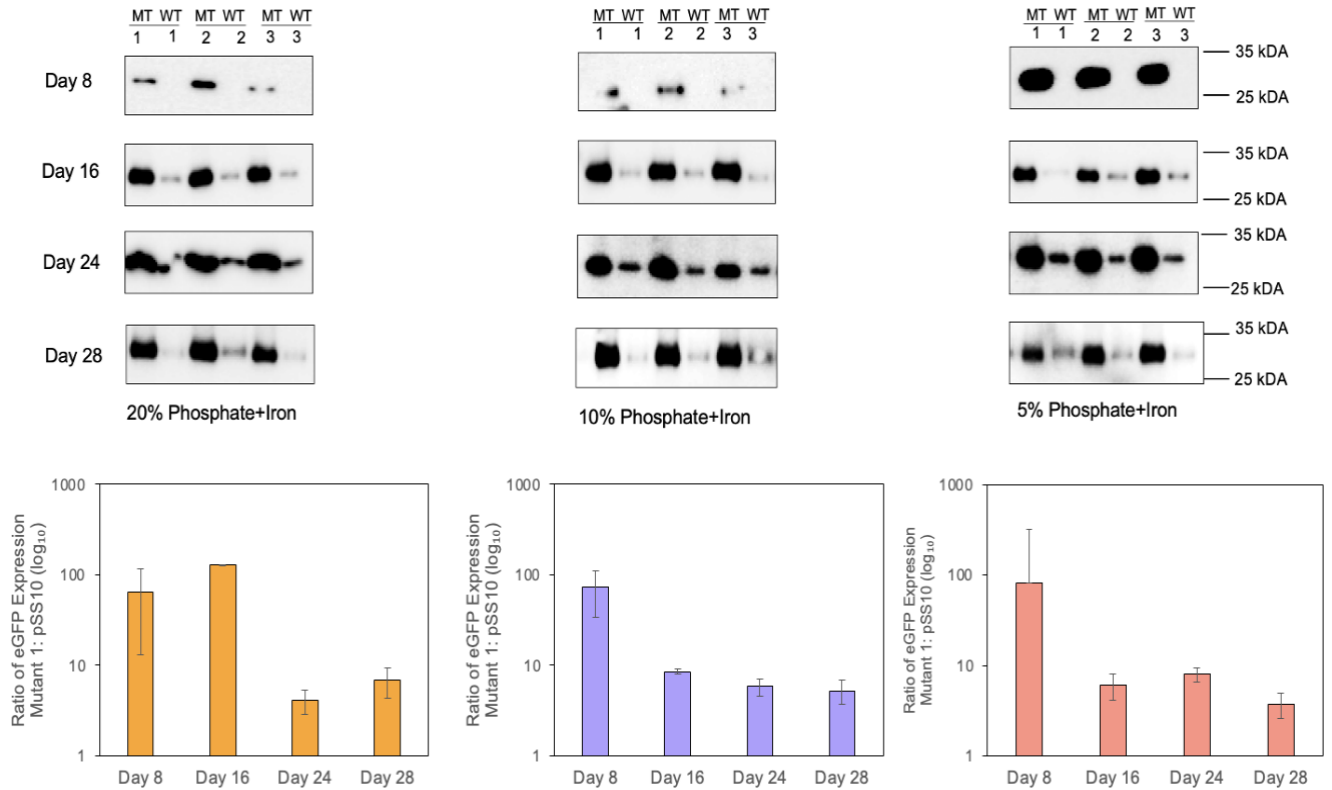 MT WT MT WT MT WT
1 1 2 2 3 3
MT WT MT WT MT WT
1 1 2 2 3 3
MT WT MT WT MT WT
1 1 2 2 3 3
Day 8
35 kDA
25 kDA
Day 16
35 kDA
25 kDA
Day 24
35 kDA
25 kDA
Day 28
35 kDA
25 kDA
20% Phosphate+Iron
10% Phosphate+Iron
5% Phosphate+Iron
Ratio of eGFP Expression
Mutant 1: pSS10 (log₁₀)
1000
100
10
1
Day 8 Day 16 Day 24 Day 28
Ratio of eGFP Expression
Mutant 1: pSS10 (log₁₀)
1000
100
10
1
Day 8 Day 16 Day 24 Day 28
Ratio of eGFP Expression
Mutant 1: pSS10 (log₁₀)
1000
100
10
1
Day 8 Day 16 Day 24 Day 28